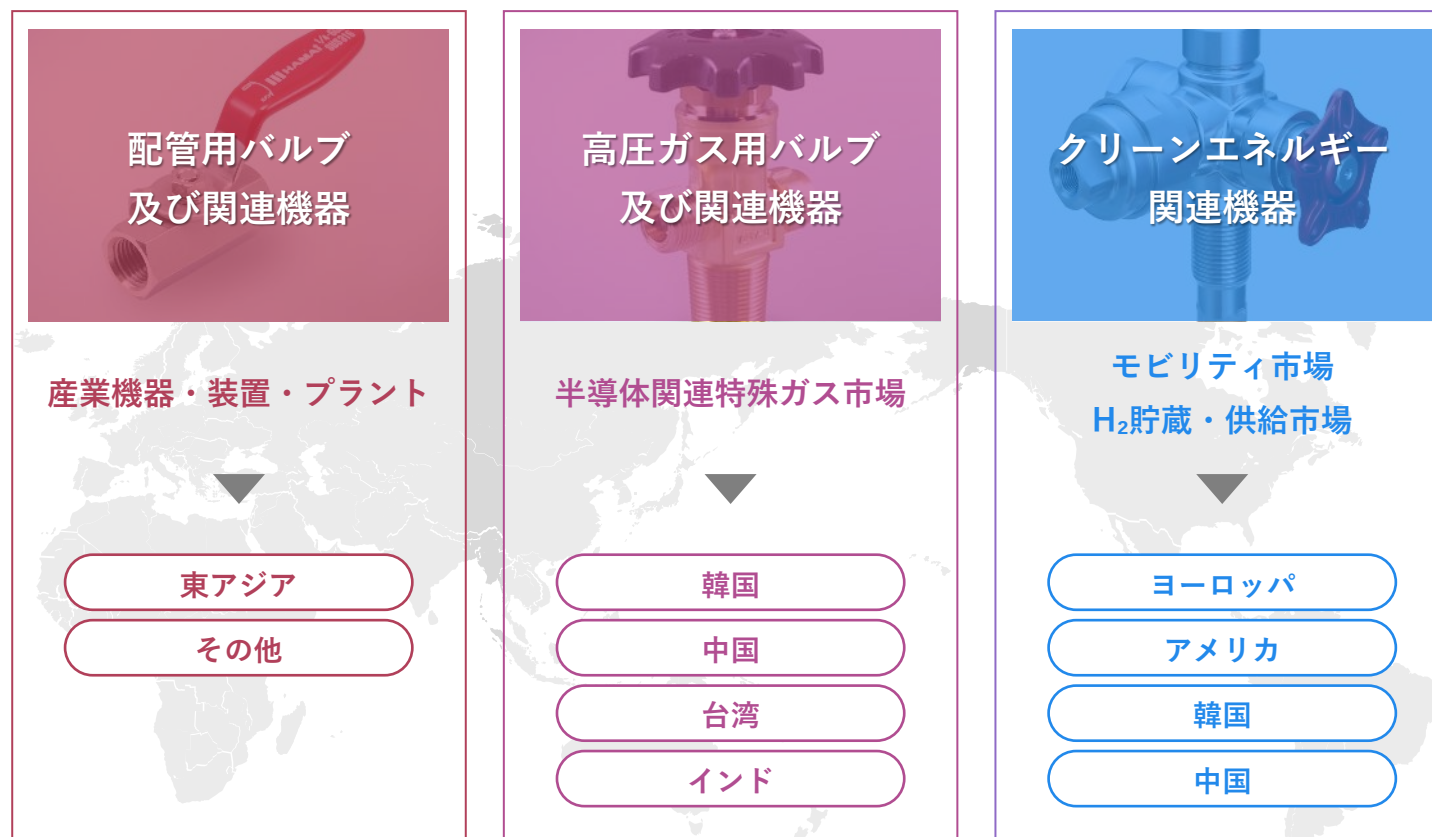 配管用バルブ
及び関連機器
産業機器・装置・プラント
東アジア
その他
高圧ガス用バルブ
及び関連機器
半導体関連特殊ガス市場
韓国
中国
台湾
インド
クリーンエネルギー
関連機器
モビリティ市場
H₂貯蔵・供給市場
ヨーロッパ
アメリカ
韓国
中国
HAMAI